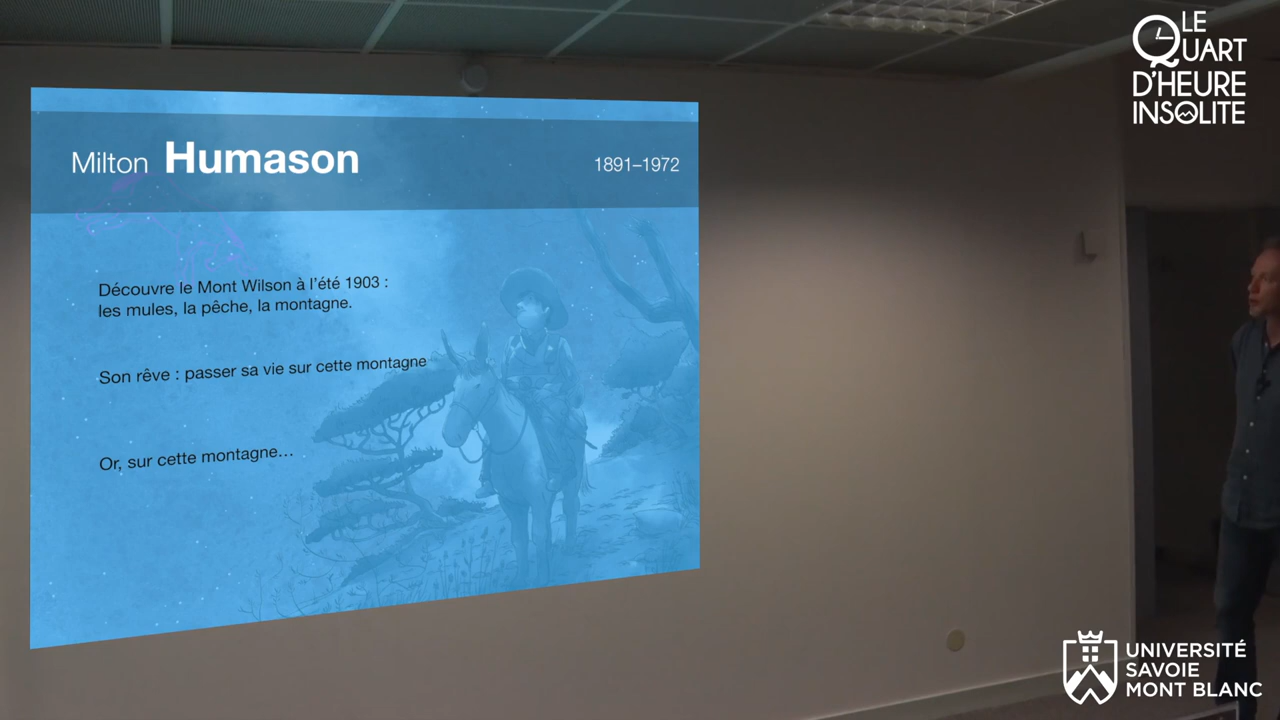 LE
QUART
D'HEURE
INSOLITE
Milton Humason
1891–1972
Découvre le Mont Wilson à l'été 1903 :
les mules, la pêche, la montagne.
Son rêve : passer sa vie sur cette montagne
Or, sur cette montagne…
UNIVERSITÉ
SAVOIE
MONT BLANC